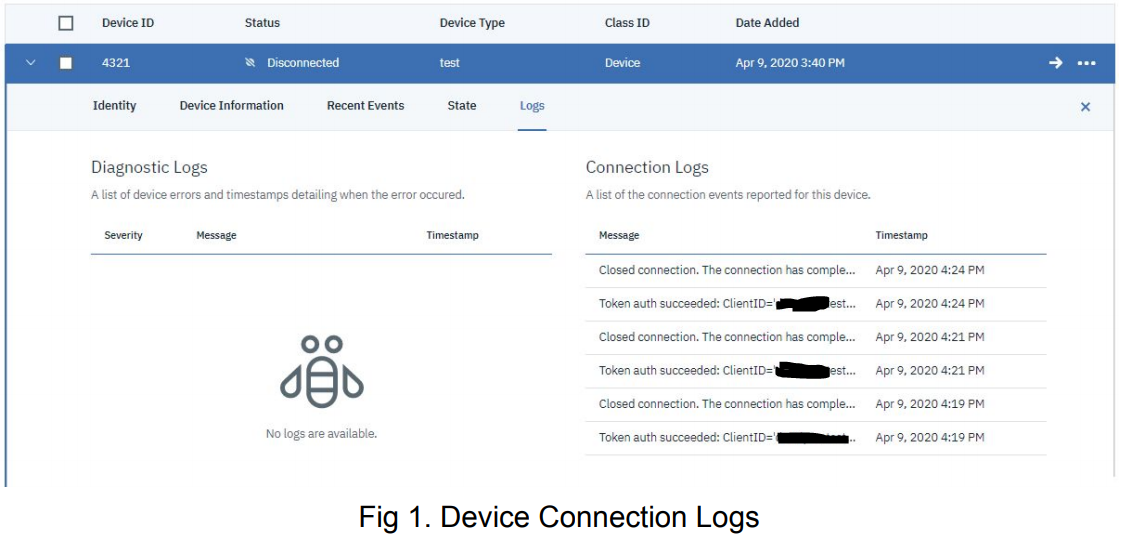 Device ID Status Device Type Class ID Date Added
4321 Disconnected test Device Apr 9, 2020 3:40 PM
Identity Device Information Recent Events State Logs
Diagnostic Logs
A list of device errors and timestamps detailing when the error occured.
Severity Message Timestamp
No logs are available.
Connection Logs
A list of the connection events reported for this device.
Message Timestamp
Closed connection. The connection has comple... Apr 9, 2020 4:24 PM
Token auth succeeded: ClientID=' est... Apr 9, 2020 4:24 PM
Closed connection. The connection has comple... Apr 9, 2020 4:21 PM
Token auth succeeded: ClientID=' est... Apr 9, 2020 4:21 PM
Closed connection. The connection has comple... Apr 9, 2020 4:19 PM
Token auth succeeded: ClientID=' ... Apr 9, 2020 4:19 PM
Fig 1. Device Connection Logs